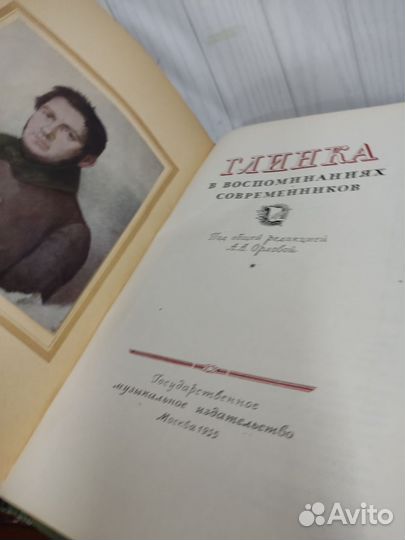 ГЛИНКА
В ВОСПОМИНАНИЯХ
СОВРЕМЕННИКОВ
Под общей редакцией
А.А. Орловой
Государственное
музыкальное издательство
Москва 1955
Avito